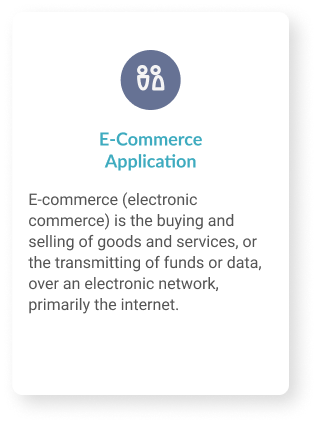 E-Commerce
Application
E-commerce (electronic
commerce) is the buying and
selling of goods and services, or
the transmitting of funds or data,
over an electronic network,
primarily the internet.